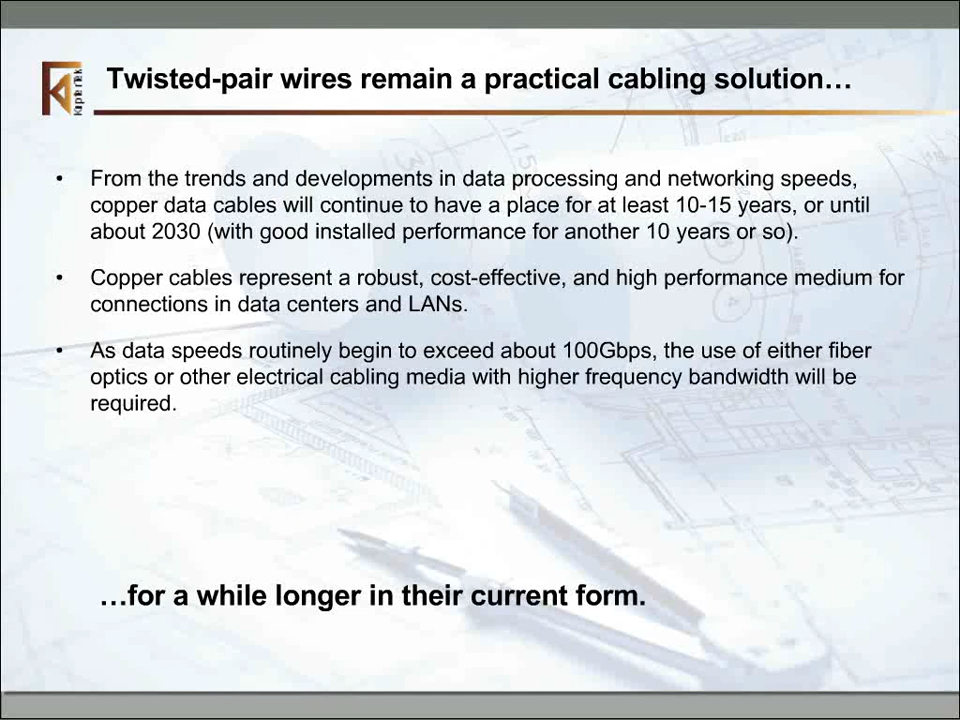 KapterTek
Twisted-pair wires remain a practical cabling solution…
• From the trends and developments in data processing and networking speeds,
copper data cables will continue to have a place for at least 10-15 years, or until
about 2030 (with good installed performance for another 10 years or so).
• Copper cables represent a robust, cost-effective, and high performance medium for
connections in data centers and LANs.
• As data speeds routinely begin to exceed about 100Gbps, the use of either fiber
optics or other electrical cabling media with higher frequency bandwidth will be
required.
…for a while longer in their current form.